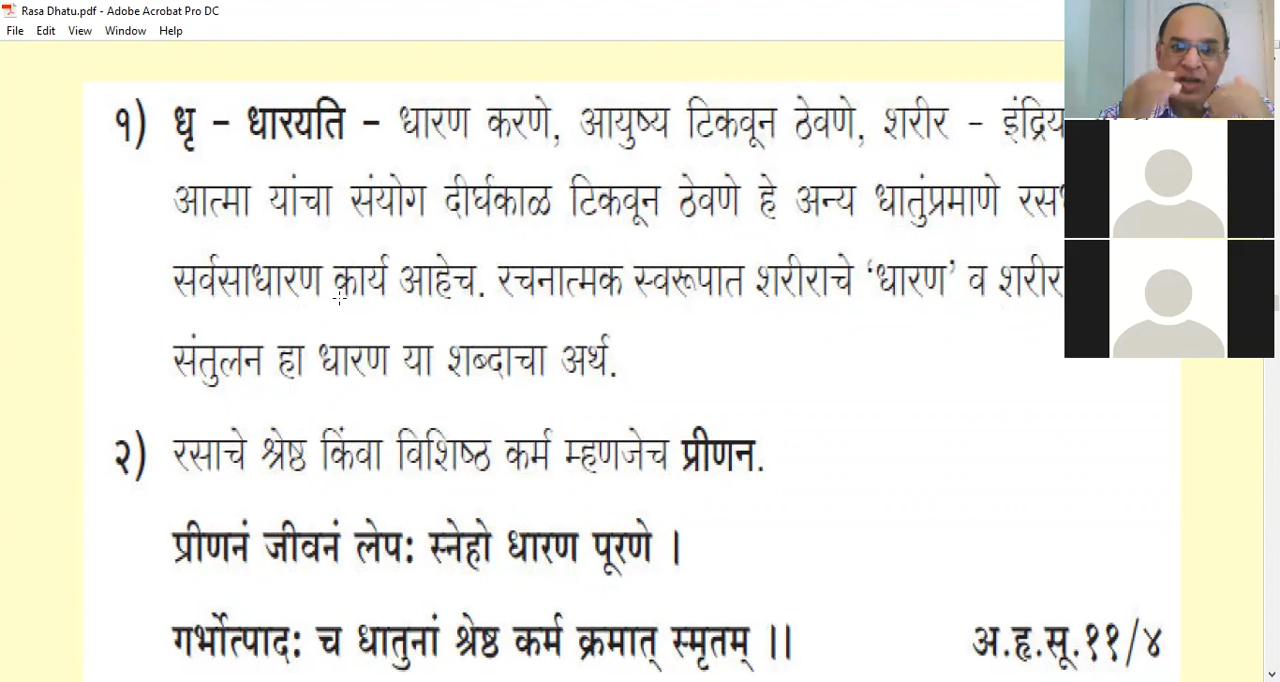 Rasa Dhatu.pdf - Adobe Acrobat Pro DC
File Edit View Window Help
१) धृ - धारयति - धारण करणे, आयुष्य टिकवून ठेवणे, शरीर - इंद्रिय
आत्मा यांचा संयोग दीर्घकाळ टिकवून ठेवणे हे अन्य धातुंप्रमाणे
सर्वसाधारण कार्य आहेच. रचनात्मक स्वरूपात शरीराचे ‘धारण’ व शरीर
संतुलन हा धारण या शब्दाचा अर्थ.
२) रसाचे श्रेष्ठ किंवा विशिष्ठ कर्म म्हणजेच प्रीणन.
प्रीणनं जीवनं लेप: स्नेहो धारण पूरणे ।
गर्भोत्पाद: च धातुनां श्रेष्ठ कर्म क्रमात् स्मृतम् ।। अ.हृ.सू.११/४